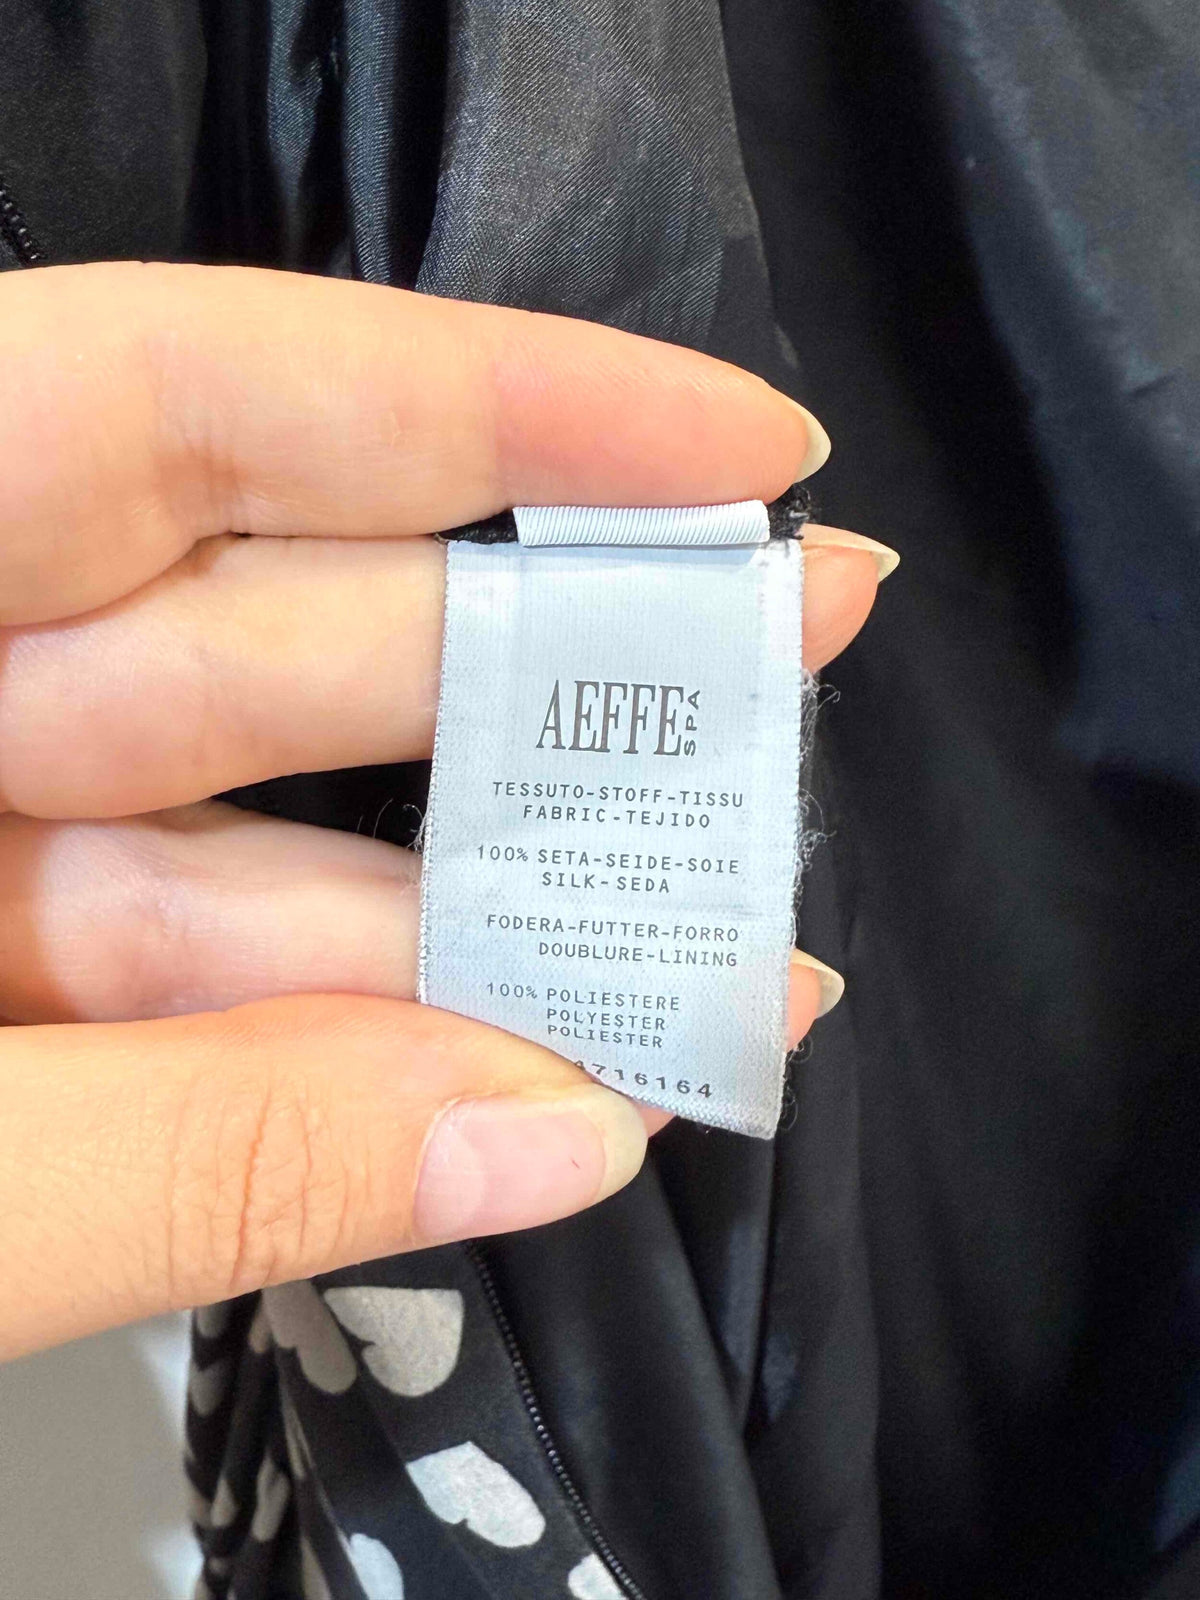 AEFFE SPA
TESSUTO-STOFF-TISSU
FABRIC-TEJIDO
100% SETA-SEIDE-SOIE
SILK-SEDA
FODERA-FUTTER-FORRO
DOUBLURE-LINING
100% POLIESTERE
POLYESTER
POLIESTER
716164